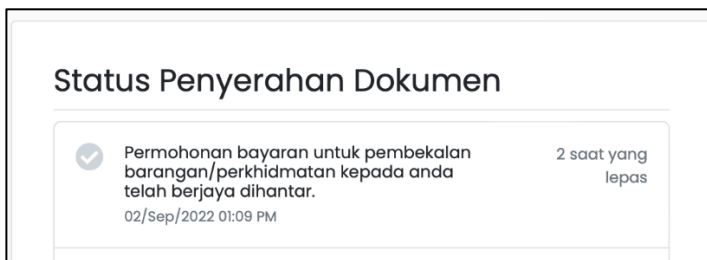 Status Penyerahan Dokumen
Permohonan bayaran untuk pembekalan
barangan/perkhidmatan kepada anda
telah berjaya dihantar.
02/Sep/2022 01:09 PM
2 saat yang
lepas